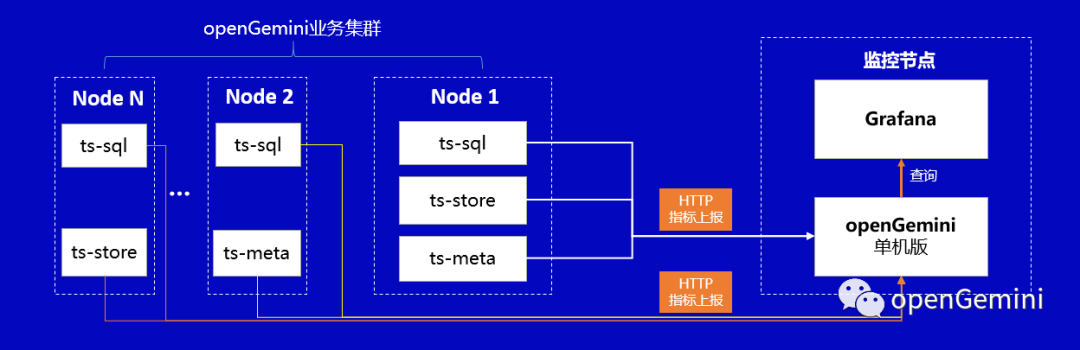 openGemini业务集群
Node N
ts-sql
ts-store
...
Node 2
ts-sql
ts-meta
Node 1
ts-sql
ts-store
ts-meta
HTTP
指标上报
HTTP
指标上报
监控节点
Grafana
查询
openGemini
单机版
openGemini